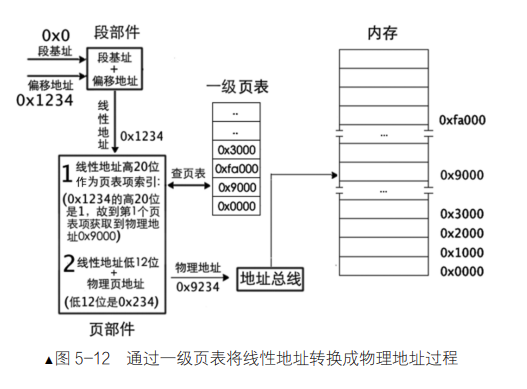 0x0
段基址
偏移地址
0x1234
段部件
段基址
+
偏移地址
线
性
地
址
0x1234
1 线性地址高20位
作为页表项索引:
(0x1234的高20位
是1，故到第1个页
表项获取到物理地
址0x9000)
2 线性地址低12位
+
物理页地址
(低12位是0x234)
页部件
查页表
一级页表
..
..
0x3000
0xfa000
0x9000
0x0000
物理地址
0x9234
地址总线
内存
...
...
0xfa000
0x9000
0x3000
0x2000
0x1000
0x0000
▲图 5-12 通过一级页表将线性地址转换成物理地址过程